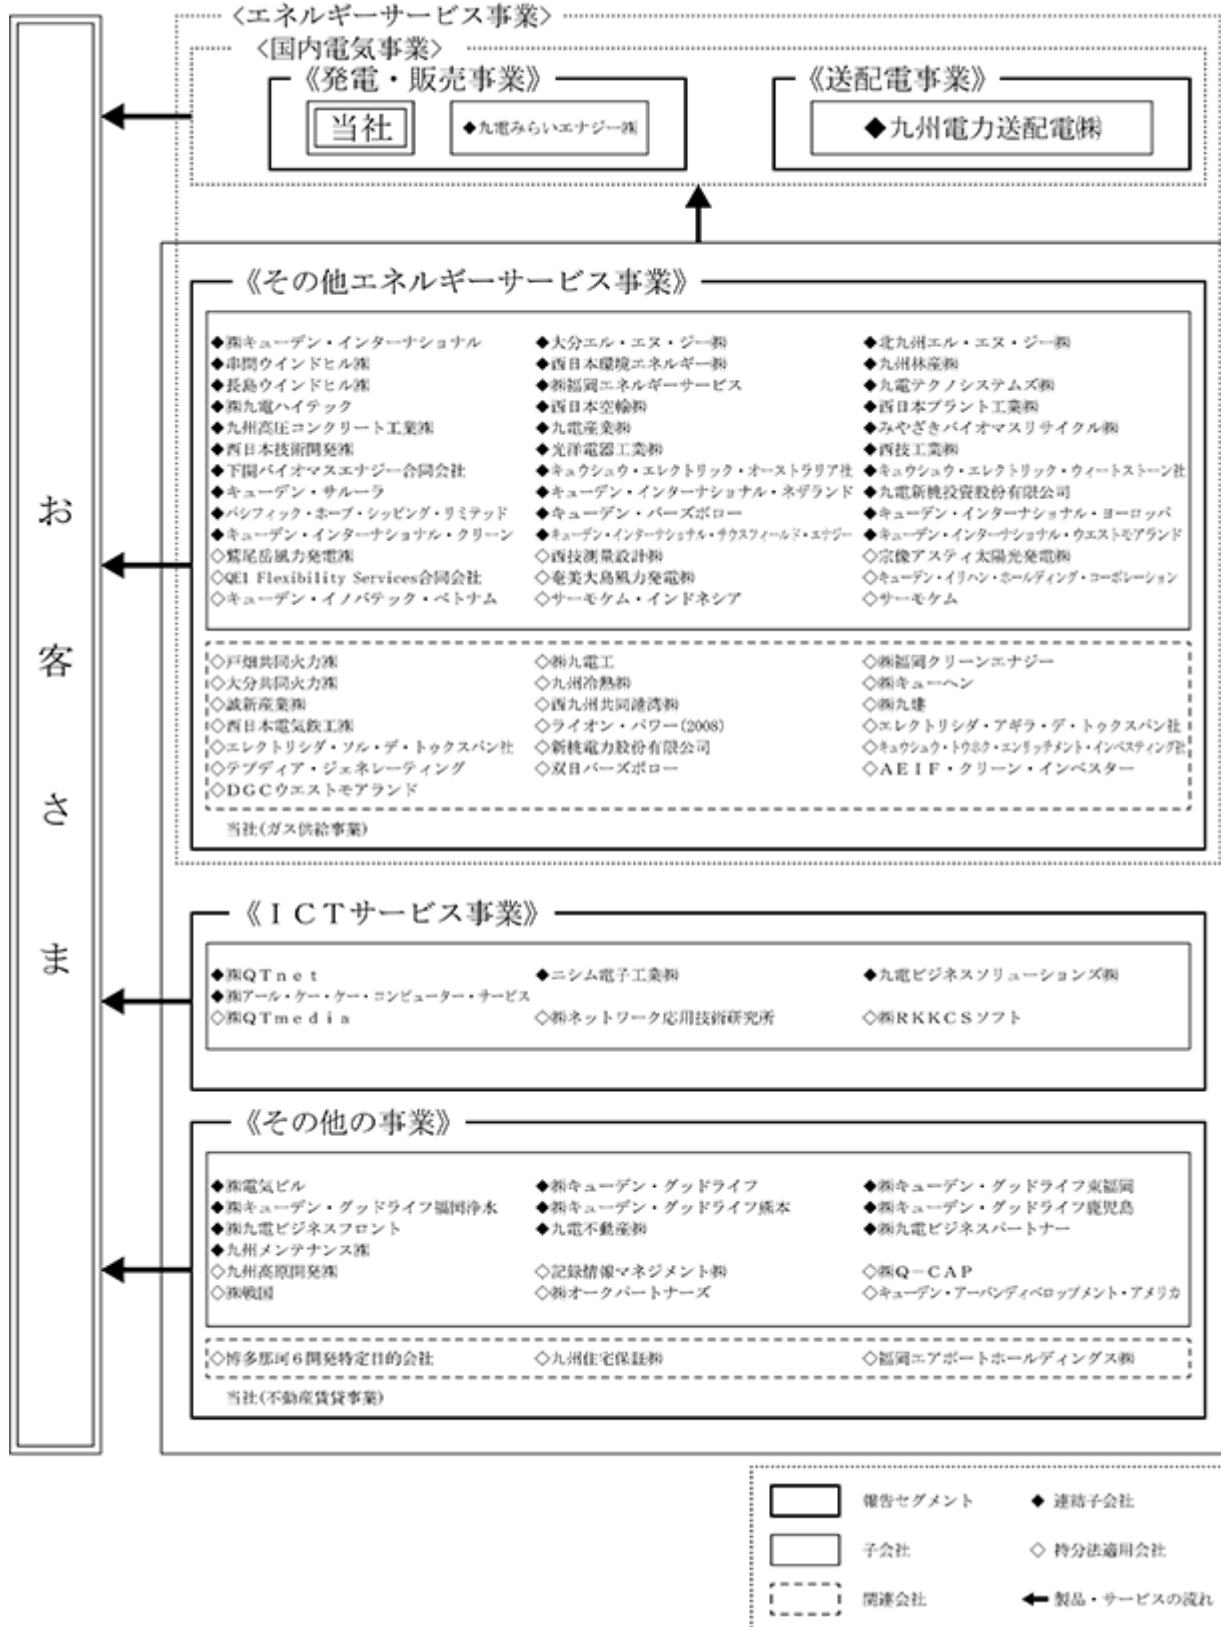 〈エネルギーサービス事業〉
〈国内電気事業〉
《発電・販売事業》
《送配電事業》
当社
◆九電みらいエナジー㈱
◆九州電力送配電㈱
お客さま
《その他エネルギーサービス事業》
◆㈱キューデン・インターナショナル ◆大分エル・エヌ・ジー㈱ ◆北九州エル・エヌ・ジー㈱
◆串間ウインドヒル㈱ ◆西日本環境エネルギー㈱ ◆九州林産㈱
◆長島ウインドヒル㈱ ◆㈱福岡エネルギーサービス ◆九電テクノシステムズ㈱
◆㈱九電ハイテック ◆西日本空輸㈱ ◆西日本プラント工業㈱
◆九州高圧コンクリート工業㈱ ◆九電産業㈱ ◆みやざきバイオマスリサイクル㈱
◆西日本技術開発㈱ ◆光洋電器工業㈱ ◆西技工業㈱
◆下関バイオマスエナジー合同会社 ◆キュウシュウ・エレクトリック・オーストラリア社 ◆キュウシュウ・エレクトリック・ウィートストーン社
◆キューデン・サルーラ ◆キューデン・インターナショナル・ネザランド ◆九電新桃投資股份有限公司
◆パシフィック・ホープ・シッピング・リミテッド ◆キューデン・バーズボロー ◆キューデン・インターナショナル・ヨーロッパ
◆キューデン・インターナショナル・クリーン ◆キューデン・インターナショナル・サウスフィールド・エナジー ◆キューデン・インターナショナル・ウエストモアランド
◇鷲尾岳風力発電㈱ ◇西技測量設計㈱ ◇宗像アスティ太陽光発電㈱
◇QE1 Flexibility Services合同会社 ◇奄美大島風力発電㈱ ◇キューデン・イリハン・ホールディング・コーポレーション
◇キューデン・イノバテック・ベトナム ◇サーモケム・インドネシア ◇サーモケム
◇戸畑共同火力㈱ ◇㈱九電工 ◇㈱福岡クリーンエナジー
◇大分共同火力㈱ ◇九州冷熱㈱ ◇㈱キューヘン
◇誠新産業㈱ ◇西九州共同港湾㈱ ◇㈱九建
◇西日本電気鉄工㈱ ◇ライオン・パワー(2008) ◇エレクトリシダ・アギラ・デ・トゥクスパン社
◇エレクトリシダ・ソル・デ・トゥクスパン社 ◇新桃電力股份有限公司 ◇キュウシュウ・トウホク・エンリッチメント・インベスティング社
◇テプディア・ジェネレーティング ◇双日バーズボロー ◇ＡＥＩＦ・クリーン・インベスター
◇ＤＧＣウエストモアランド
当社(ガス供給事業)
《ＩＣＴサービス事業》
◆㈱ＱＴｎｅｔ ◆ニシム電子工業㈱ ◆九電ビジネスソリューションズ㈱
◆㈱アール・ケー・ケー・コンピューター・サービス
◇㈱ＱＴｍｅｄｉａ ◇㈱ネットワーク応用技術研究所 ◇㈱ＲＫＫＣＳソフト
《その他の事業》
◆㈱電気ビル ◆㈱キューデン・グッドライフ ◆㈱キューデン・グッドライフ東福岡
◆㈱キューデン・グッドライフ福岡浄水 ◆㈱キューデン・グッドライフ熊本 ◆㈱キューデン・グッドライフ鹿児島
◆㈱九電ビジネスフロント ◆九電不動産㈱ ◆㈱九電ビジネスパートナー
◆九州メンテナンス㈱
◇九州高原開発㈱ ◇記録情報マネジメント㈱ ◇㈱Ｑ－ＣＡＰ
◇㈱戦国 ◇㈱オークパートナーズ ◇キューデン・アーバンディベロップメント・アメリカ
◇博多那珂６開発特定目的会社 ◇九州住宅保証㈱ ◇福岡エアポートホールディングス㈱
当社(不動産賃貸事業)
報告セグメント ◆ 連結子会社
子会社 ◇ 持分法適用会社
関連会社 製品・サービスの流れ